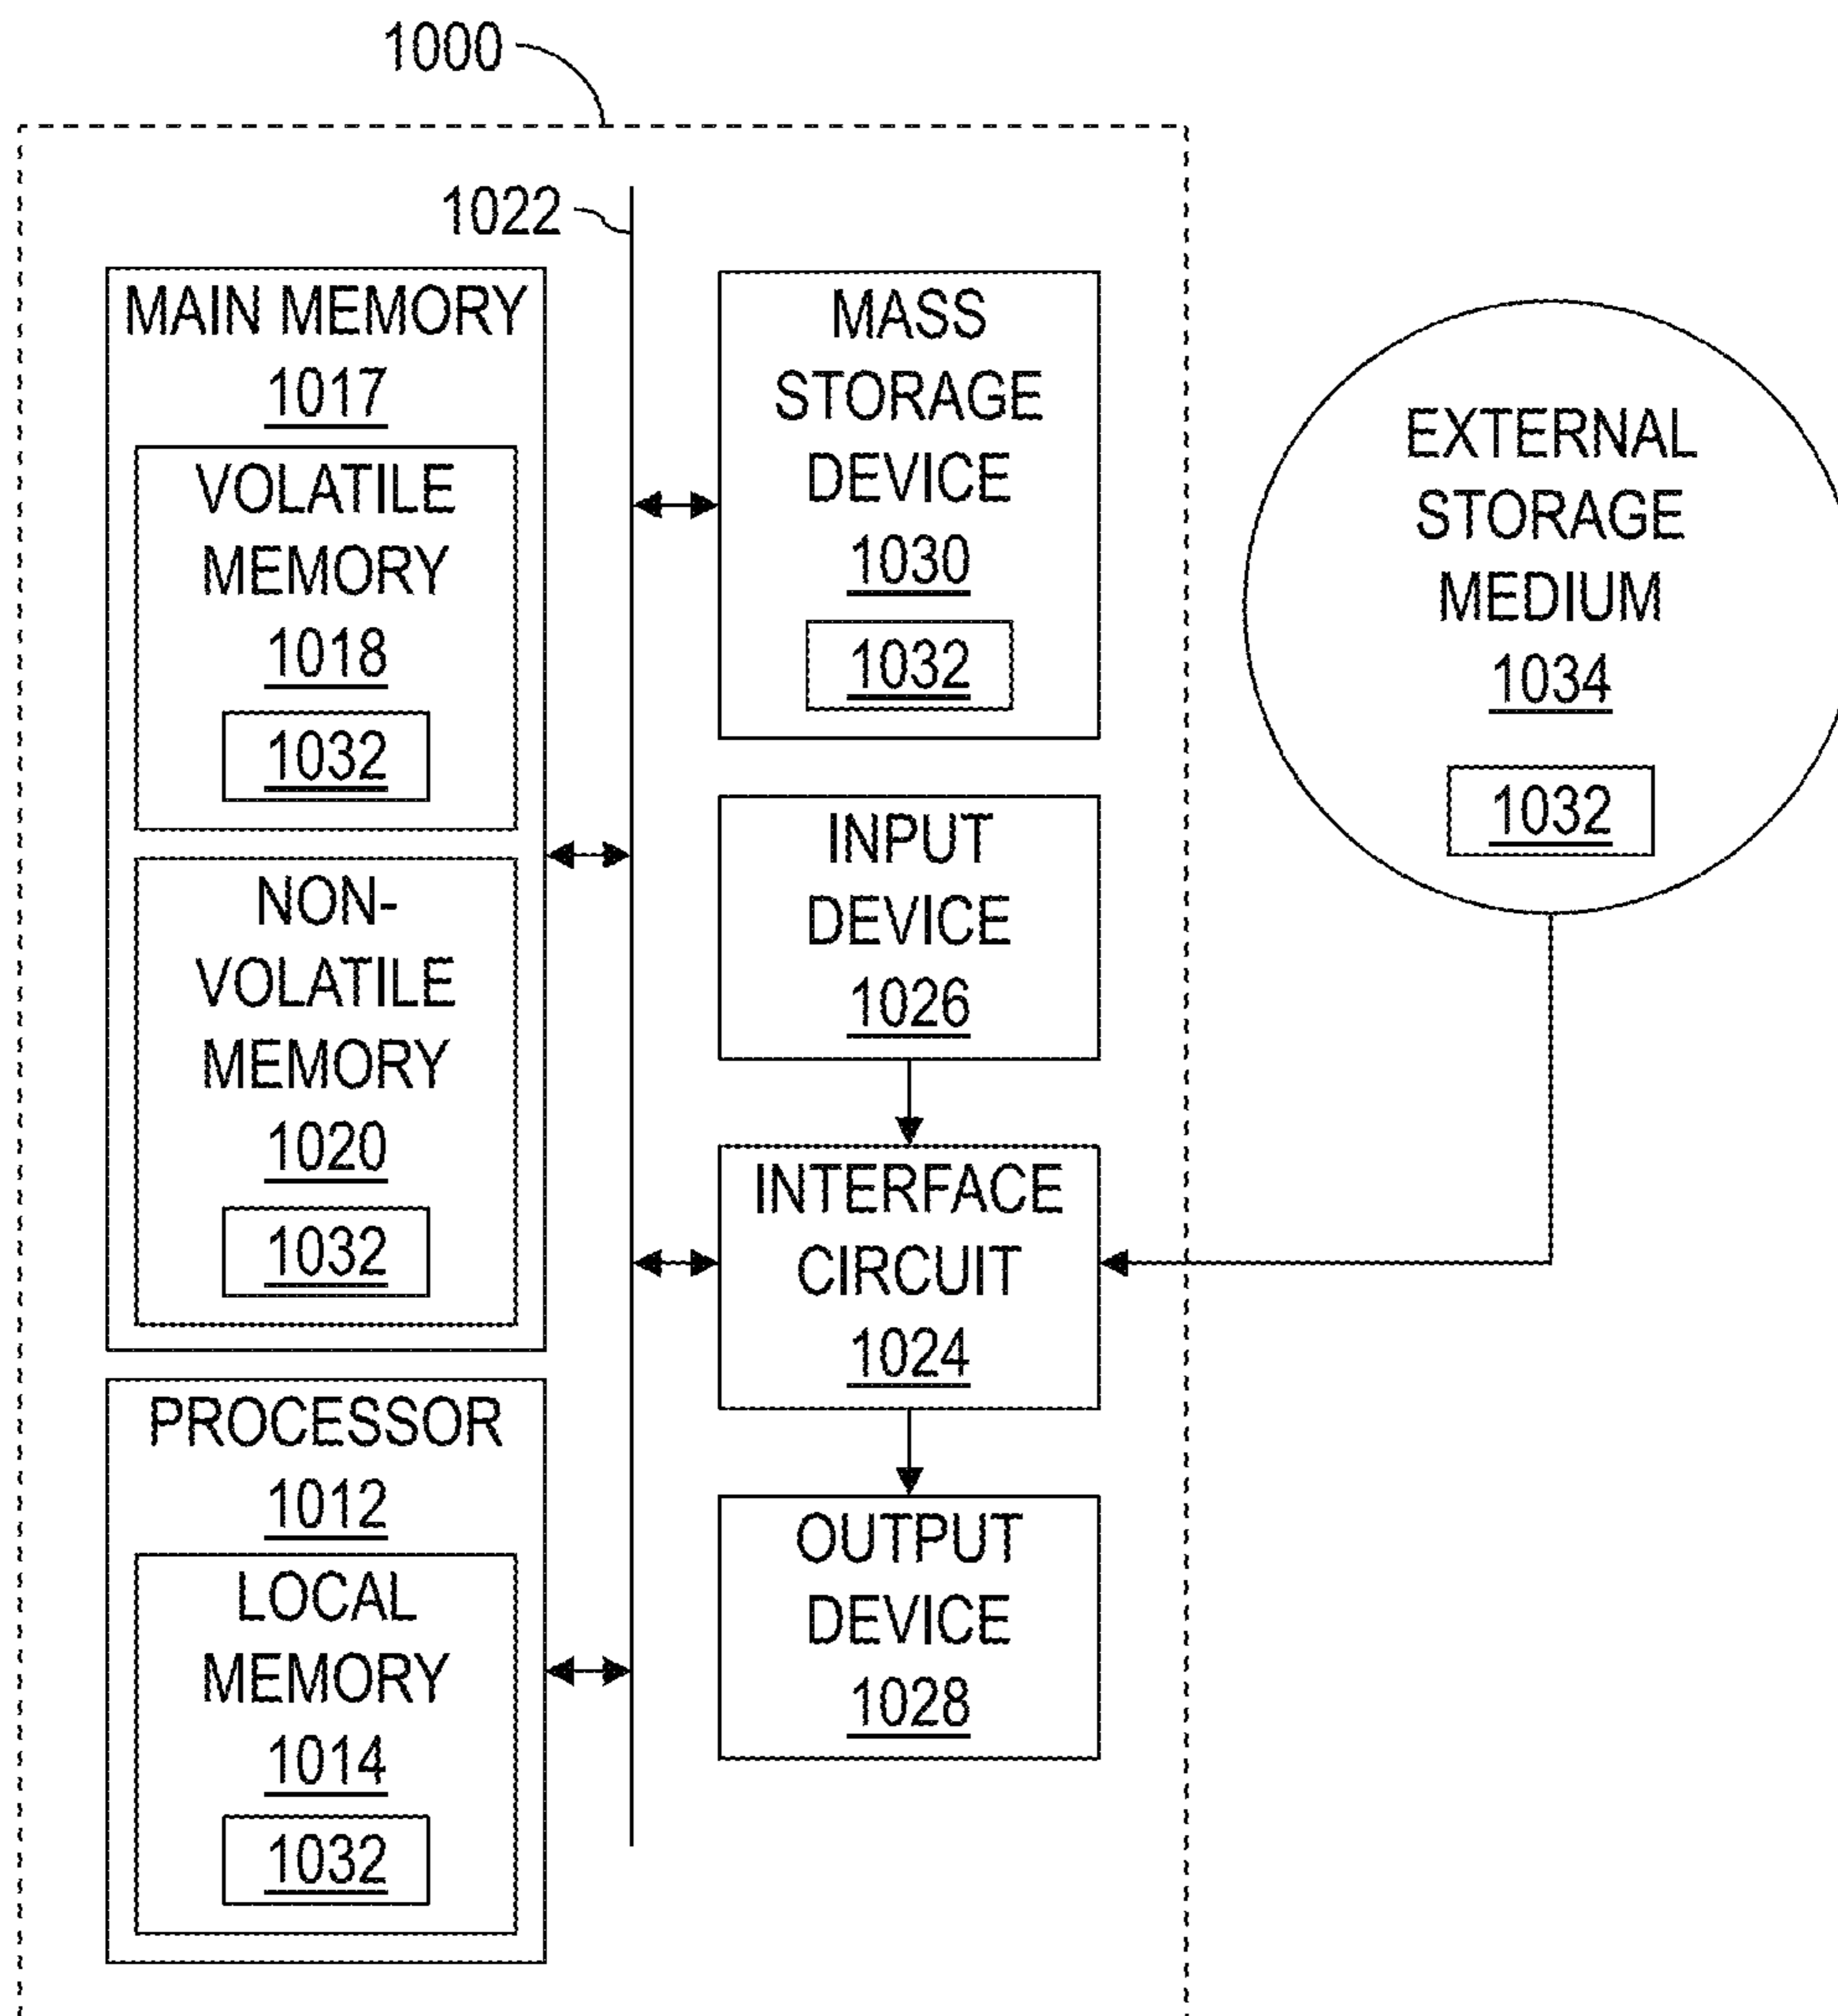 1000
1022
MAIN MEMORY
1017
VOLATILE
MEMORY
1018
1032
NON-
VOLATILE
MEMORY
1020
1032
PROCESSOR
1012
LOCAL
MEMORY
1014
1032
MASS
STORAGE
DEVICE
1030
1032
INPUT
DEVICE
1026
INTERFACE
CIRCUIT
1024
OUTPUT
DEVICE
1028
EXTERNAL
STORAGE
MEDIUM
1034
1032